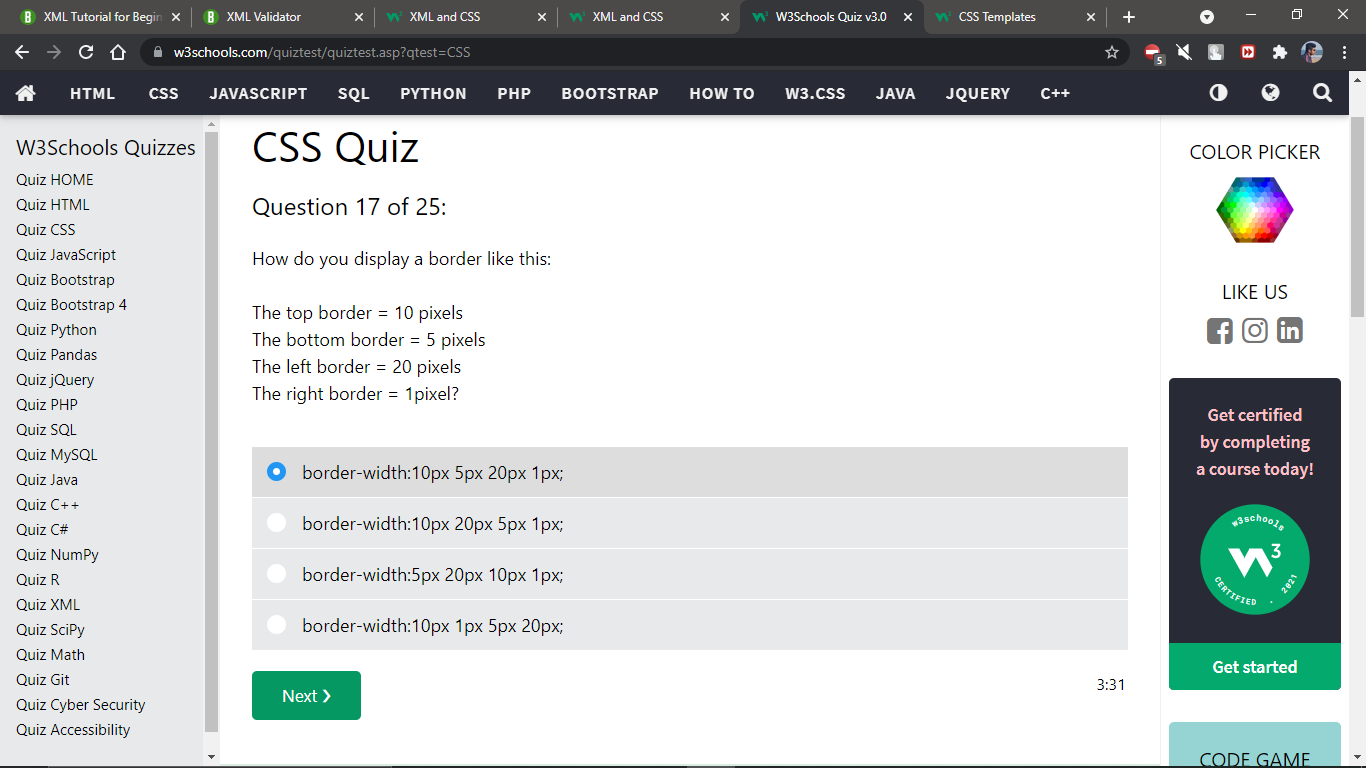 XML Tutorial for Begin
XML Validator
XML and CSS
XML and CSS
W3Schools Quiz v3.0
CSS Templates
w3schools.com/quiztest/quiztest.asp?qtest=CSS
5
HTML CSS JAVASCRIPT SQL PYTHON PHP BOOTSTRAP HOW TO W3.CSS JAVA JQUERY C++
W3Schools Quizzes
Quiz HOME
Quiz HTML
Quiz CSS
Quiz JavaScript
Quiz Bootstrap
Quiz Bootstrap 4
Quiz Python
Quiz Pandas
Quiz jQuery
Quiz PHP
Quiz SQL
Quiz MySQL
Quiz Java
Quiz C++
Quiz C#
Quiz NumPy
Quiz R
Quiz XML
Quiz SciPy
Quiz Math
Quiz Git
Quiz Cyber Security
Quiz Accessibility
CSS Quiz
Question 17 of 25:
How do you display a border like this:
The top border = 10 pixels
The bottom border = 5 pixels
The left border = 20 pixels
The right border = 1pixel?
border-width:10px 5px 20px 1px;
border-width:10px 20px 5px 1px;
border-width:5px 20px 10px 1px;
border-width:10px 1px 5px 20px;
Next ❯
3:31
COLOR PICKER
LIKE US
Get certified
by completing
a course today!
w3schools
W3
CERTIFIED . 2021
Get started
CODE GAME